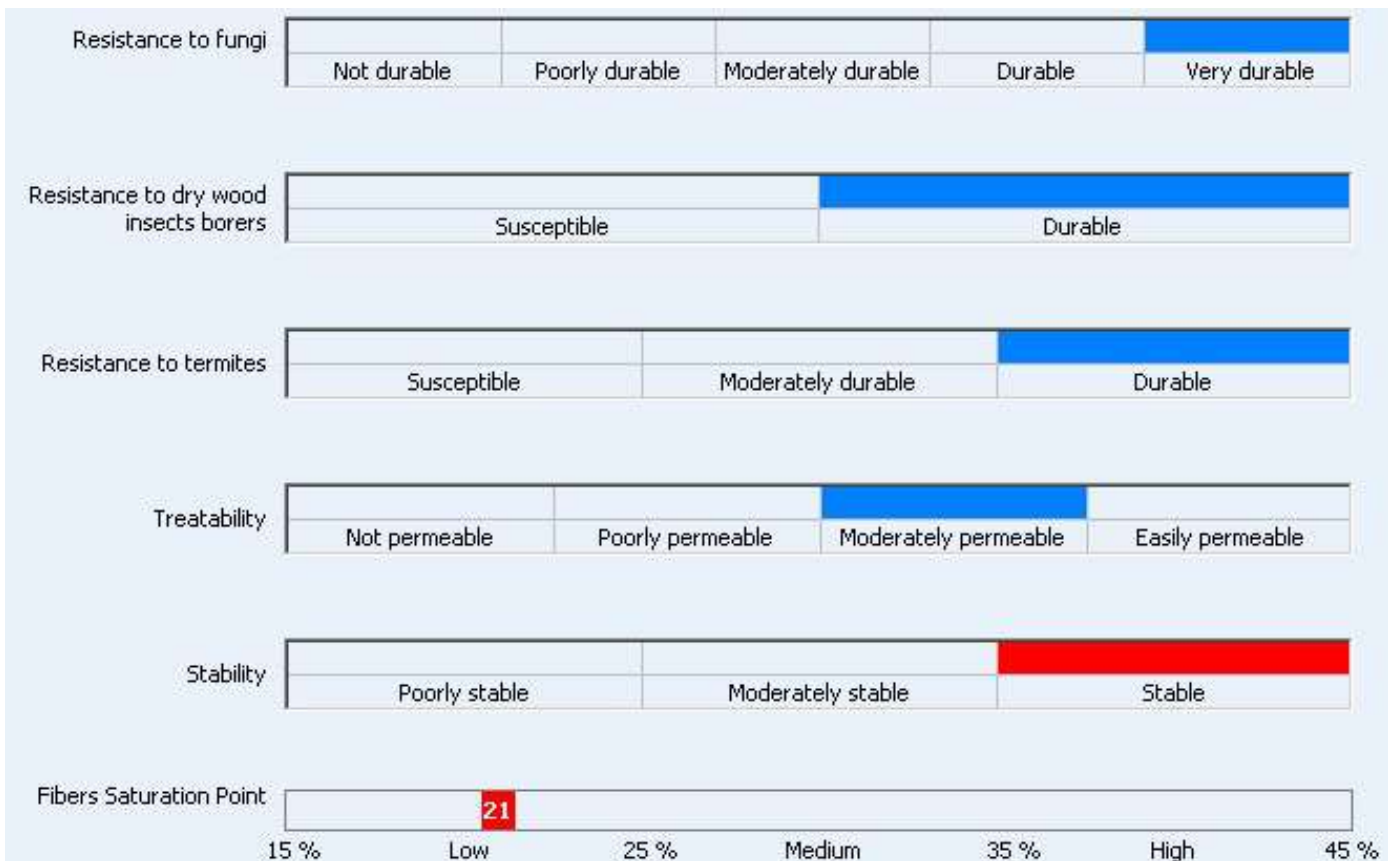 Resistance to fungi
Not durable Poorly durable Moderately durable Durable Very durable
Resistance to dry wood
insects borers
Susceptible Durable
Resistance to termites
Susceptible Moderately durable Durable
Treatability
Not permeable Poorly permeable Moderately permeable Easily permeable
Stability
Poorly stable Moderately stable Stable
Fibers Saturation Point
21
15 % Low 25 % Medium 35 % High 45 %